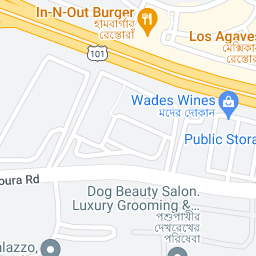 In-N-Out Burger
হামবার্গার
রেস্তোরাঁ
Los Agaves
মেক্সিকান
রেস্তোরাঁ
101
Wades Wines
মদের দোকান
Public Stora
oura Rd
Dog Beauty Salon.
Luxury Grooming &...
পশুপাখীর
দেখরেখের
পরিষেবা
alazzo,